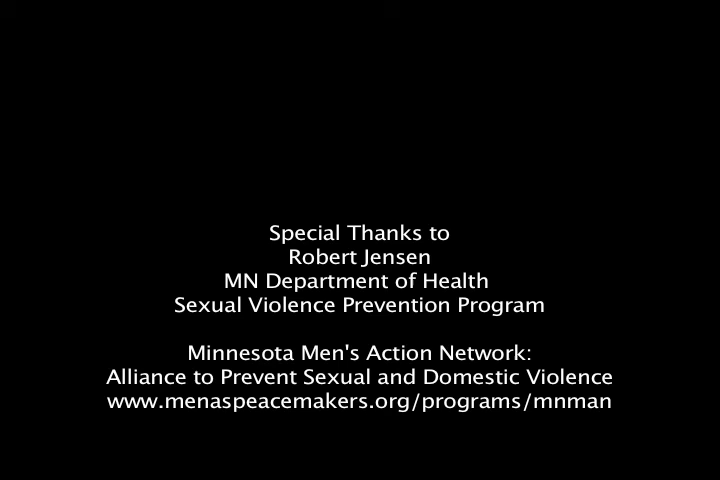 Special Thanks to
Robert Jensen
MN Department of Health
Sexual Violence Prevention Program
Minnesota Men's Action Network:
Alliance to Prevent Sexual and Domestic Violence
www.menaspeacemakers.org/programs/mnman